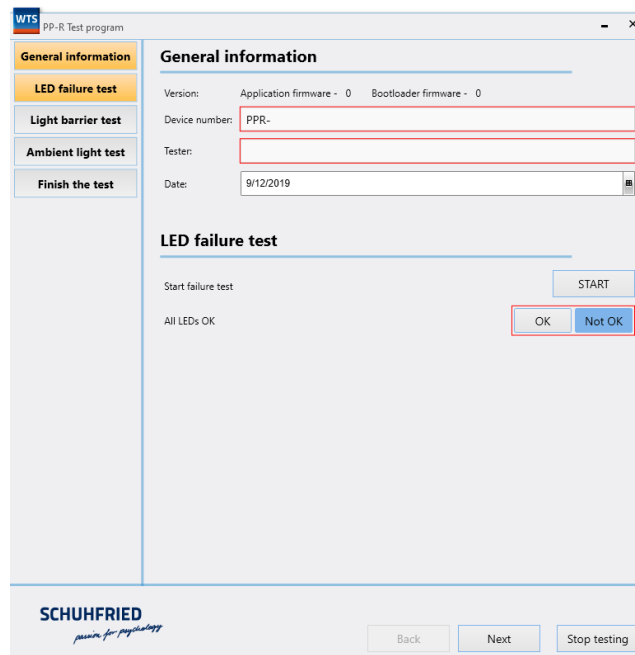 WTS PP-R Test program
General information
LED failure test
Light barrier test
Ambient light test
Finish the test
General information
Version: Application firmware - 0 Bootloader firmware - 0
Device number: PPR-
Tester:
Date: 9/12/2019
LED failure test
Start failure test START
All LEDs OK OK Not OK
SCHUHFRIED
passion for psychology
Back Next Stop testing